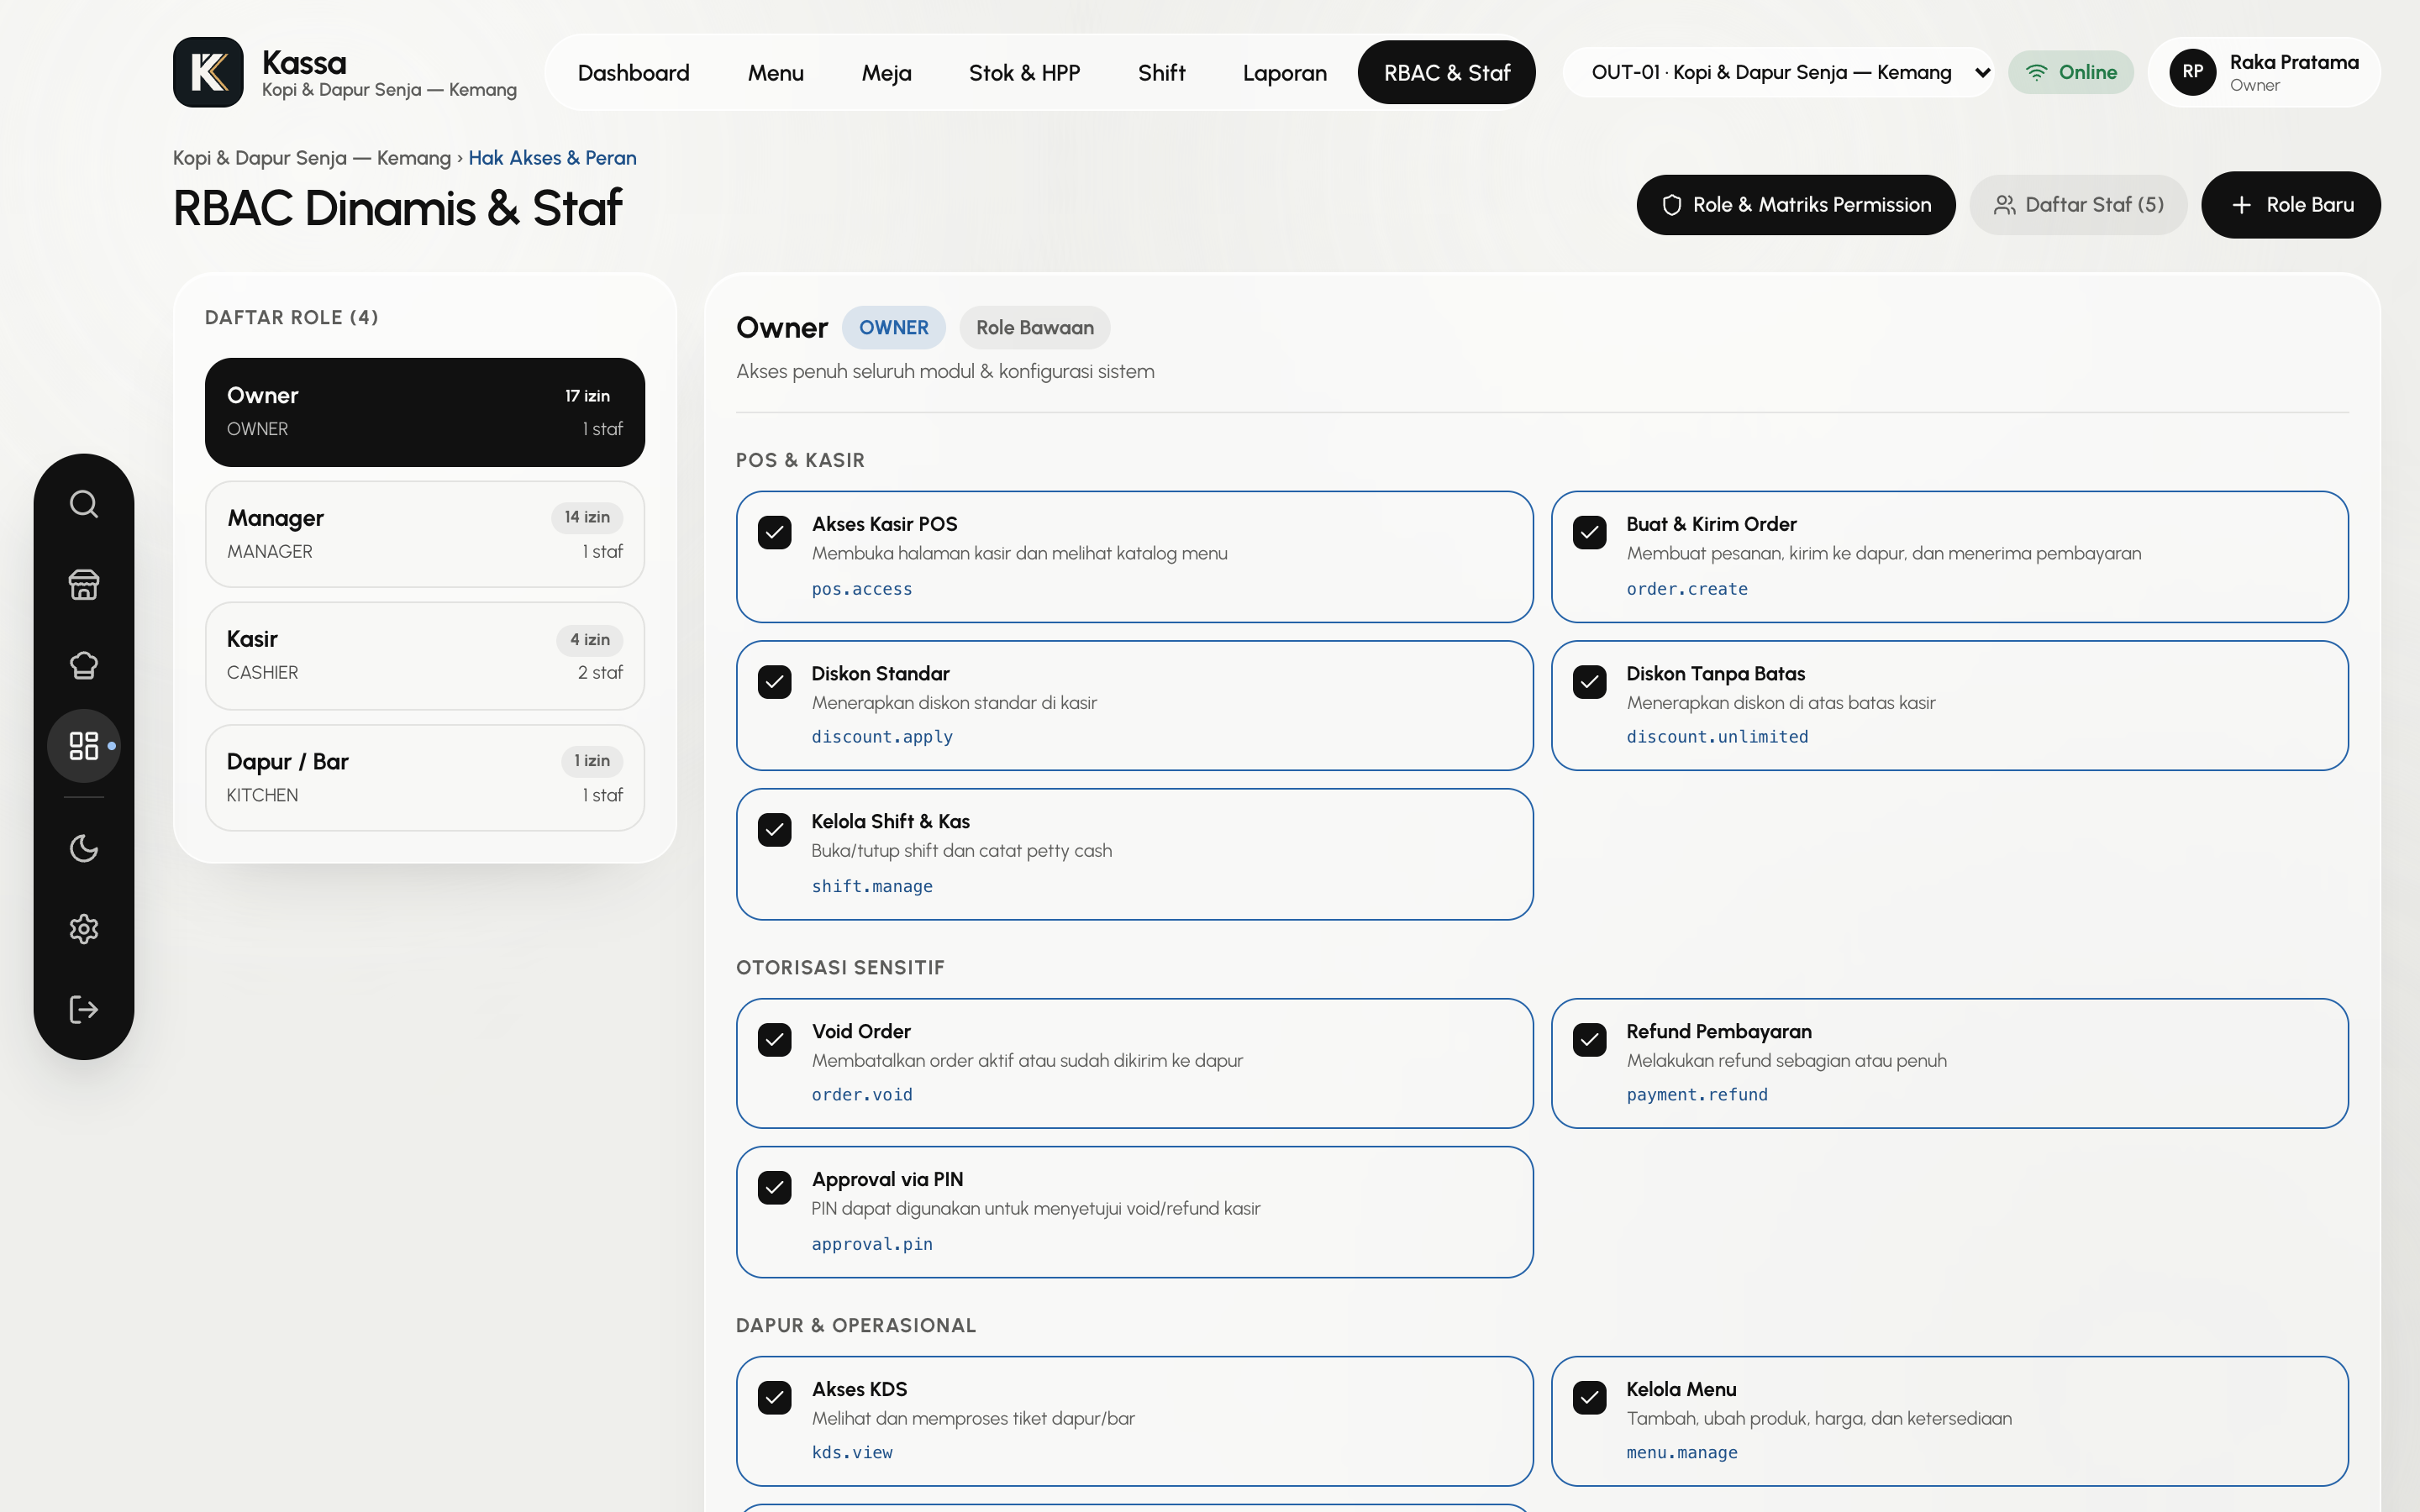 Kassa
Kopi & Dapur Senja — Kemang
Dashboard
Menu
Meja
Stok & HPP
Shift
Laporan
RBAC & Staf
OUT-01 · Kopi & Dapur Senja — Kemang
Online
RP
Raka Pratama
Owner
Kopi & Dapur Senja — Kemang › Hak Akses & Peran
RBAC Dinamis & Staf
Role & Matriks Permission
Daftar Staf (5)
Role Baru
DAFTAR ROLE (4)
Owner
17 izin
OWNER
1 staf
Manager
14 izin
MANAGER
1 staf
Kasir
4 izin
CASHIER
2 staf
Dapur / Bar
1 izin
KITCHEN
1 staf
Owner
OWNER
Role Bawaan
Akses penuh seluruh modul & konfigurasi sistem
POS & KASIR
Akses Kasir POS
Membuka halaman kasir dan melihat katalog menu
pos.access
Buat & Kirim Order
Membuat pesanan, kirim ke dapur, dan menerima pembayaran
order.create
Diskon Standar
Menerapkan diskon standar di kasir
discount.apply
Diskon Tanpa Batas
Menerapkan diskon di atas batas kasir
discount.unlimited
Kelola Shift & Kas
Buka/tutup shift dan catat petty cash
shift.manage
OTORISASI SENSITIF
Void Order
Membatalkan order aktif atau sudah dikirim ke dapur
order.void
Refund Pembayaran
Melakukan refund sebagian atau penuh
payment.refund
Approval via PIN
PIN dapat digunakan untuk menyetujui void/refund kasir
approval.pin
DAPUR & OPERASIONAL
Akses KDS
Melihat dan memproses tiket dapur/bar
kds.view
Kelola Menu
Tambah, ubah produk, harga, dan ketersediaan
menu.manage